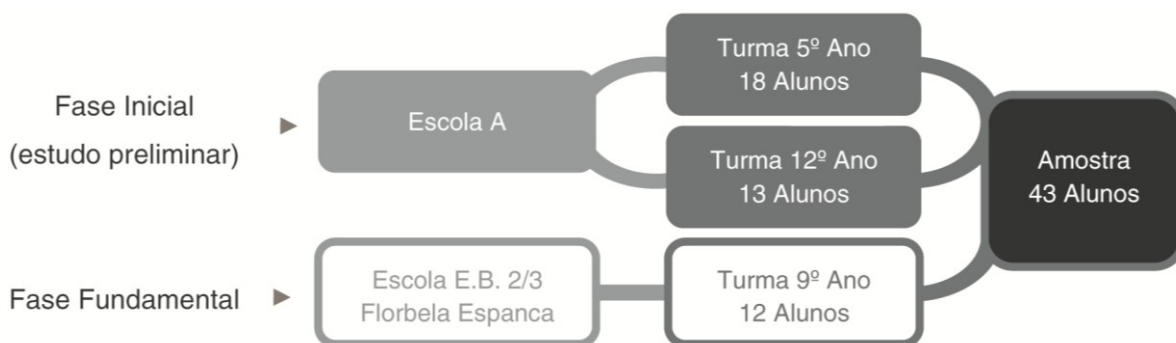 Fase Inicial
(estudo preliminar)
Escola A
Turma 5º Ano
18 Alunos
Turma 12º Ano
13 Alunos
Amostra
43 Alunos
Fase Fundamental
Escola E.B. 2/3
Florbela Espanca
Turma 9º Ano
12 Alunos